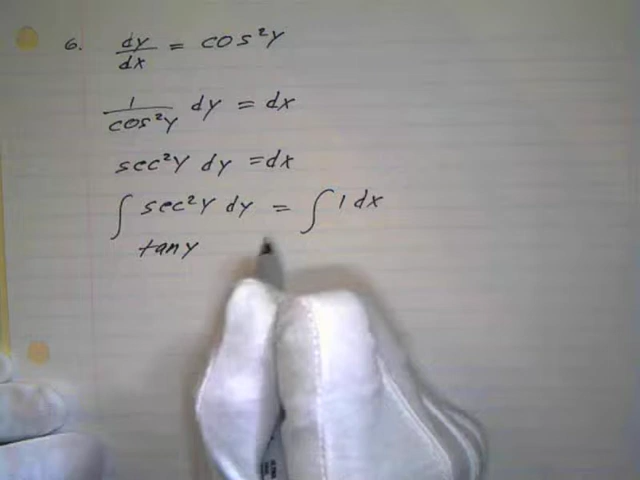 6. dy/dx = cos²y
1/cos²y dy = dx
sec²y dy = dx
∫ sec²y dy = ∫ 1 dx
tan y